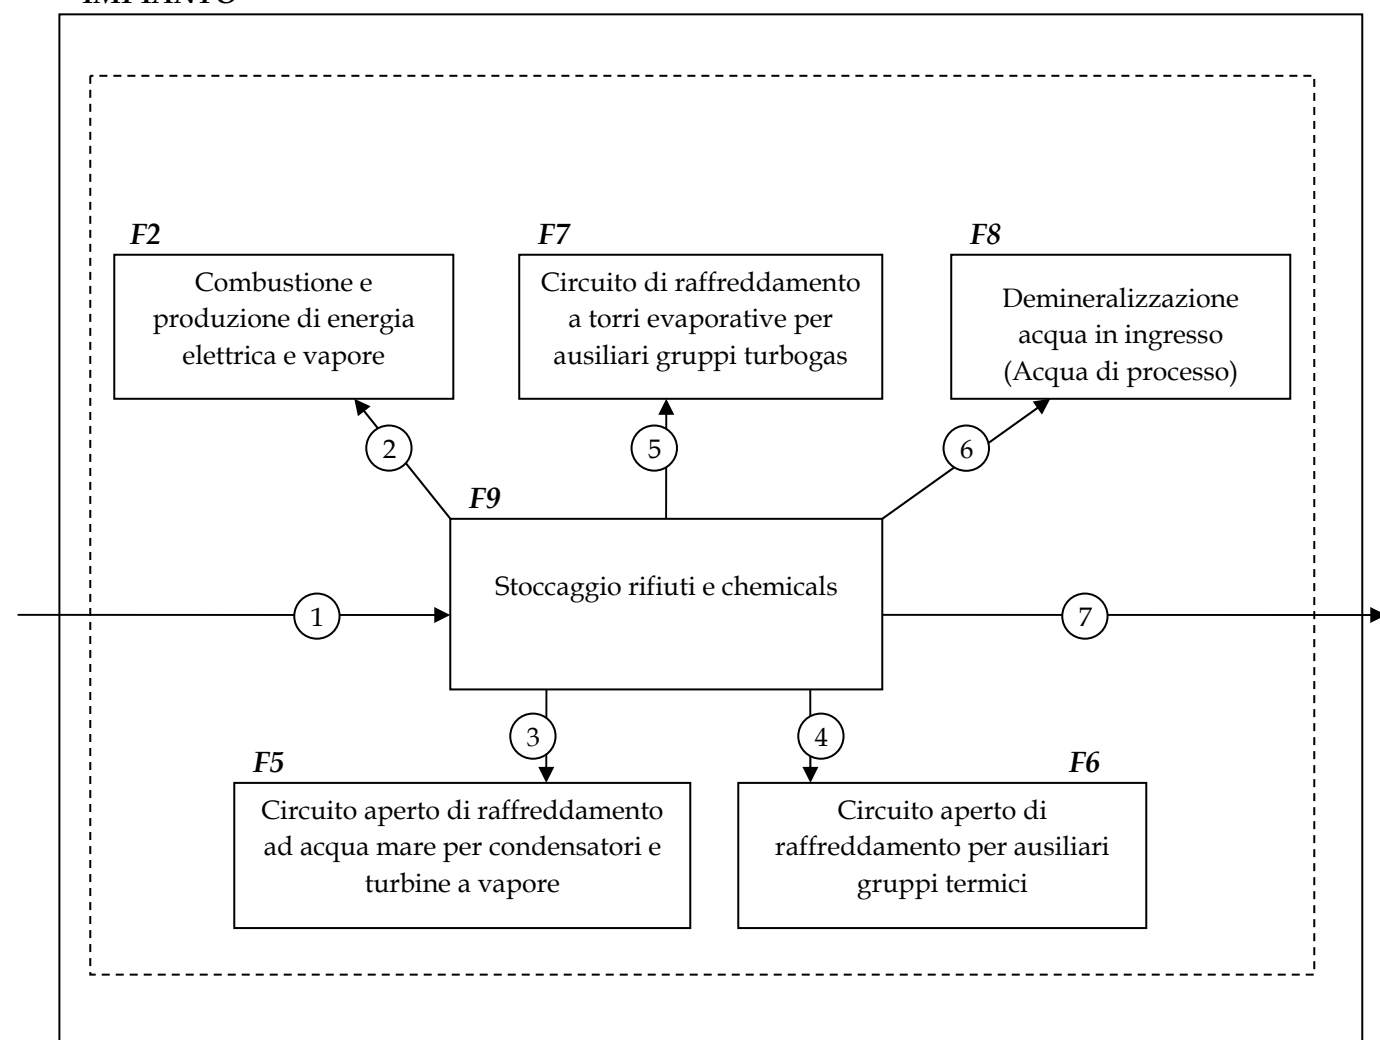 F2
Combustione e
produzione di energia
elettrica e vapore
F7
Circuito di raffreddamento
a torri evaporative per
ausiliari gruppi turbogas
F8
Demineralizzazione
acqua in ingresso
(Acqua di processo)
2
5
6
F9
Stoccaggio rifiuti e chemicals
1
7
3
4
F5
Circuito aperto di raffreddamento
ad acqua mare per condensatori e
turbine a vapore
F6
Circuito aperto di
raffreddamento per ausiliari
gruppi termici